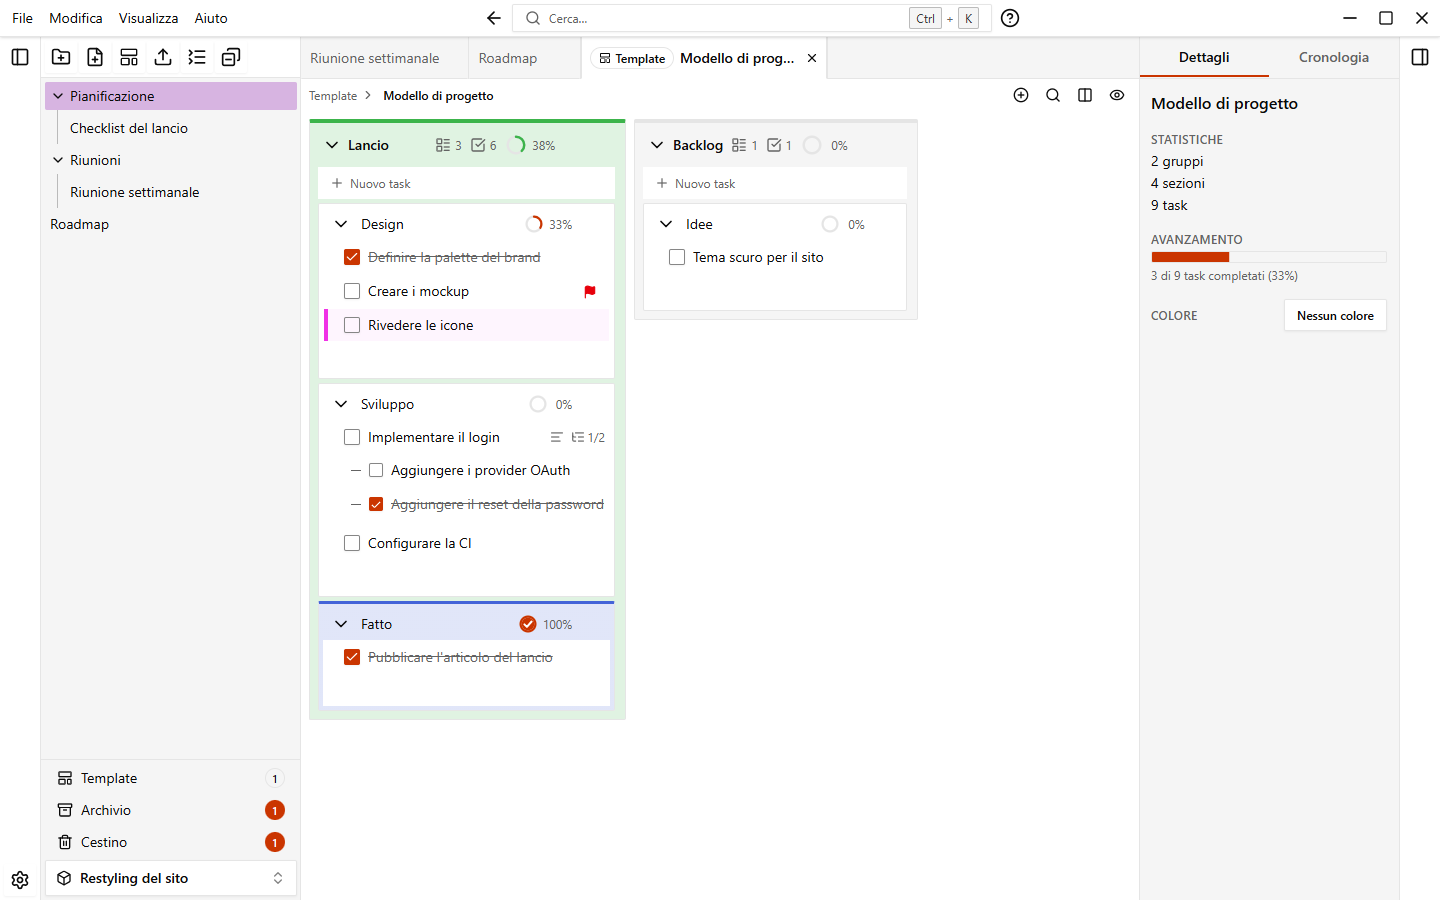 File Modifica Visualizza Aiuto
Cerca... Ctrl + K
Pianificazione
Checklist del lancio
Riunioni
Riunione settimanale
Roadmap
Template 1
Archivio 1
Cestino 1
Restyling del sito
Riunione settimanale Roadmap Template Modello di prog...
Template Modello di progetto
Lancio 3 6 38%
Nuovo task
Design 33%
Definire la palette del brand
Creare i mockup
Rivedere le icone
Sviluppo 0%
Implementare il login 1/2
Aggiungere i provider OAuth
Aggiungere il reset della password
Configurare la CI
Fatto 100%
Pubblicare l'articolo del lancio
Backlog 1 1 0%
Nuovo task
Idee 0%
Tema scuro per il sito
Dettagli Cronologia
Modello di progetto
STATISTICHE
2 gruppi
4 sezioni
9 task
AVANZAMENTO
3 di 9 task completati (33%)
COLORE Nessun colore